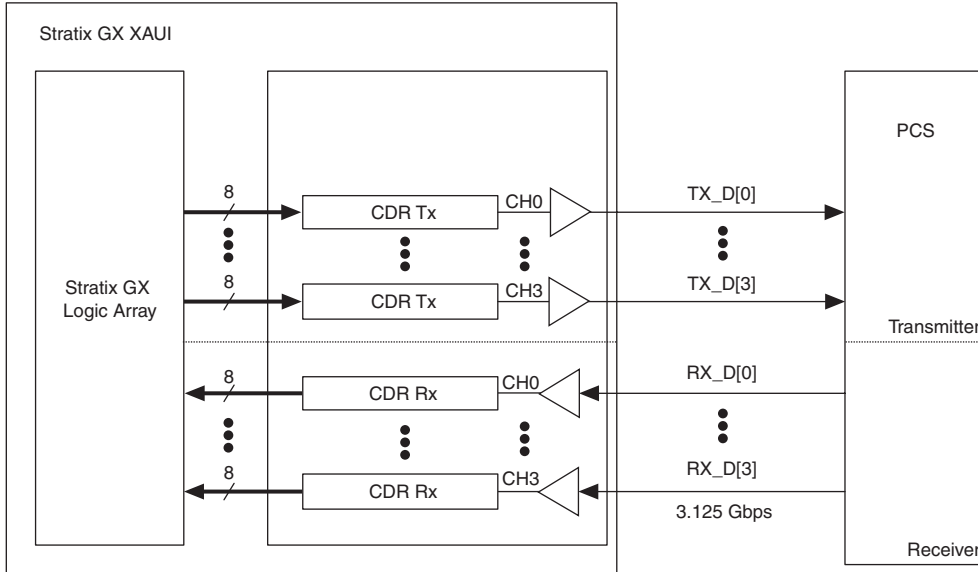 Stratix GX XAUI
PCS
8
CDR Tx
CH0
TX_D[0]
8
CDR Tx
CH3
TX_D[3]
Stratix GX
Logic Array
Transmitter
8
CDR Rx
CH0
RX_D[0]
8
CDR Rx
CH3
RX_D[3]
3.125 Gbps
Receiver